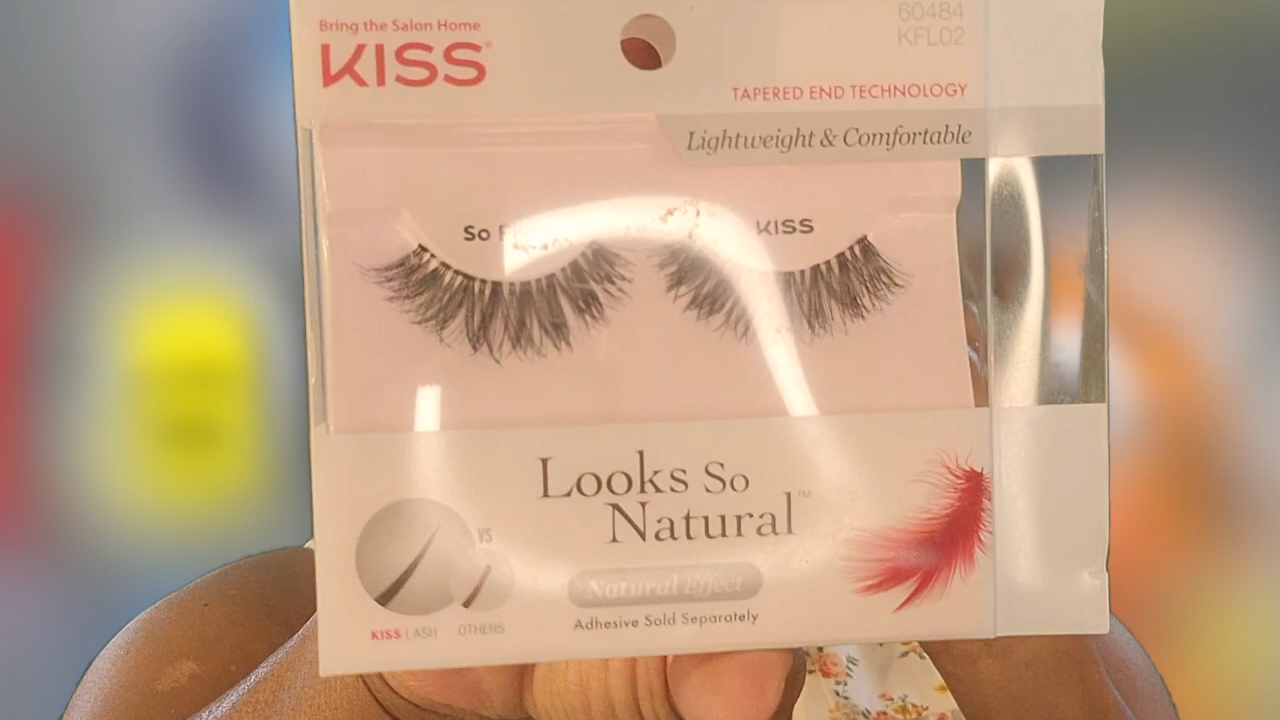 Bring the Salon Home
KISS®
60484
KFL02
TAPERED END TECHNOLOGY
Lightweight & Comfortable
So
KISS
Looks So
Natural™
VS
Natural Effect
Adhesive Sold Separately
KISS LASH
OTHERS